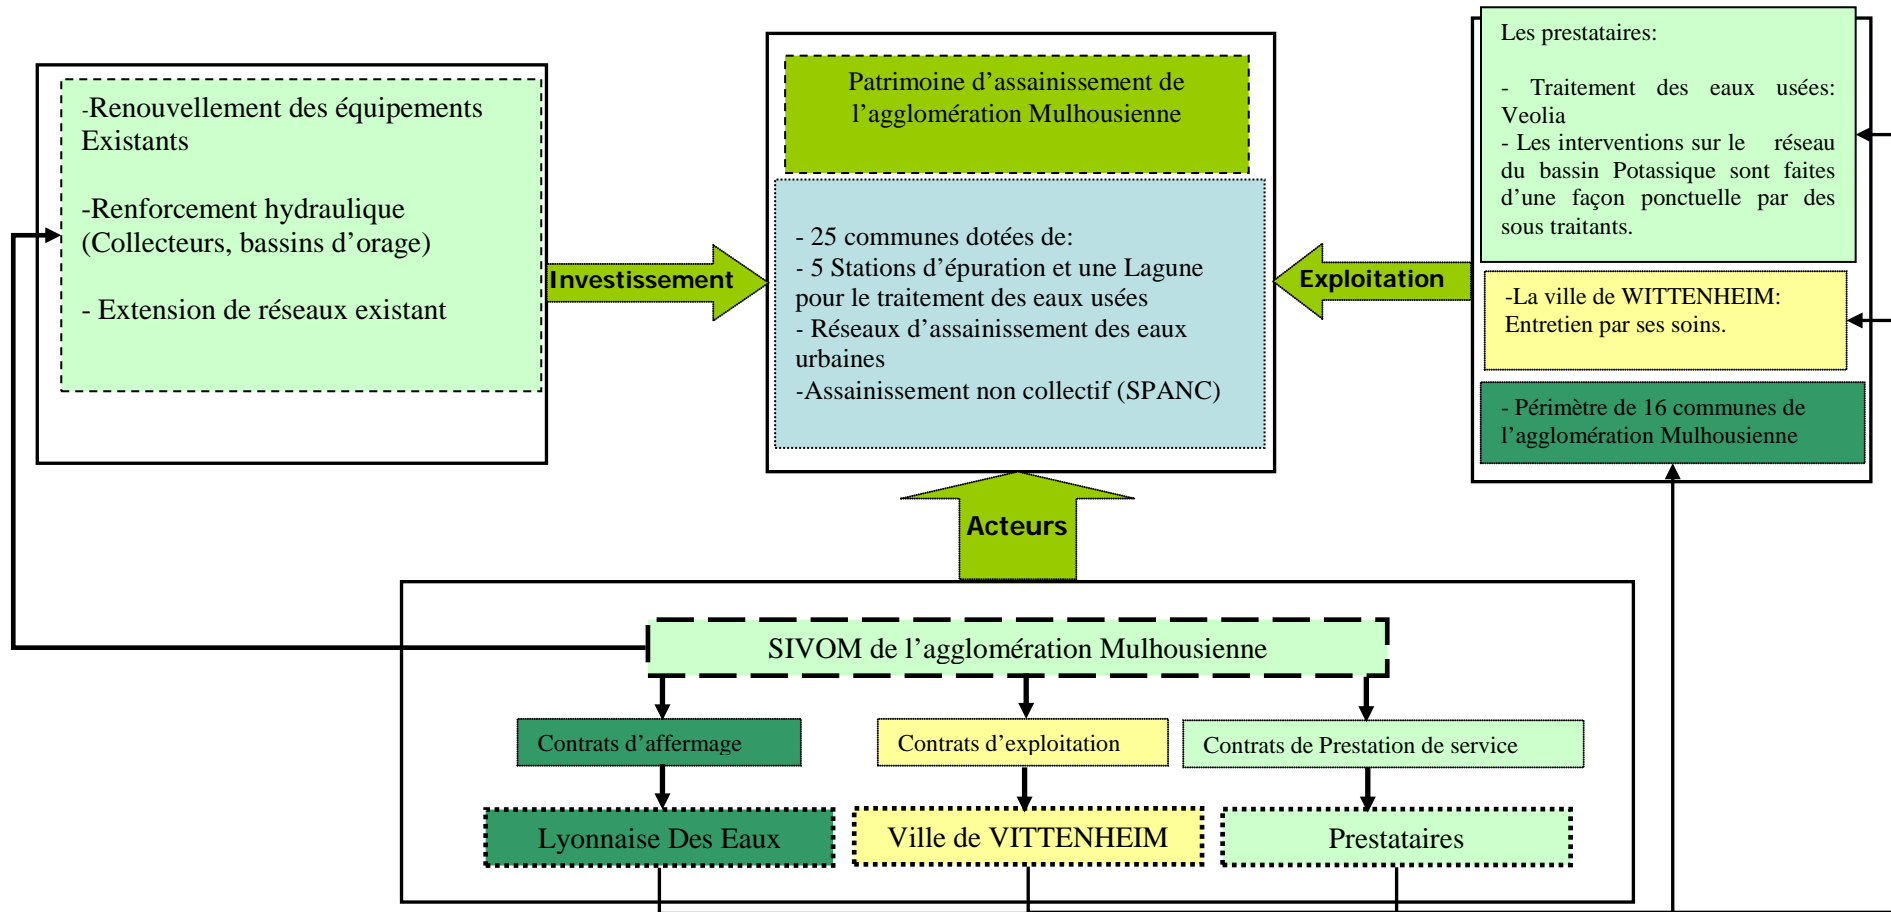 -Renouvellement des équipements
Existants
-Renforcement hydraulique
(Collecteurs, bassins d'orage)
- Extension de réseaux existant
Investissement
Patrimoine d'assainissement de
l'agglomération Mulhousienne
- 25 communes dotées de:
- 5 Stations d'épuration et une Lagune
pour le traitement des eaux usées
- Réseaux d'assainissement des eaux
urbaines
-Assainissement non collectif (SPANC)
Exploitation
Les prestataires:
- Traitement des eaux usées:
Veolia
- Les interventions sur le réseau
du bassin Potassique sont faites
d'une façon ponctuelle par des
sous traitants.
-La ville de WITTENHEIM:
Entretien par ses soins.
- Périmètre de 16 communes de
l'agglomération Mulhousienne
Acteurs
SIVOM de l'agglomération Mulhousienne
Contrats d'affermage
Contrats d'exploitation
Contrats de Prestation de service
Lyonnaise Des Eaux
Ville de VITTENHEIM
Prestataires